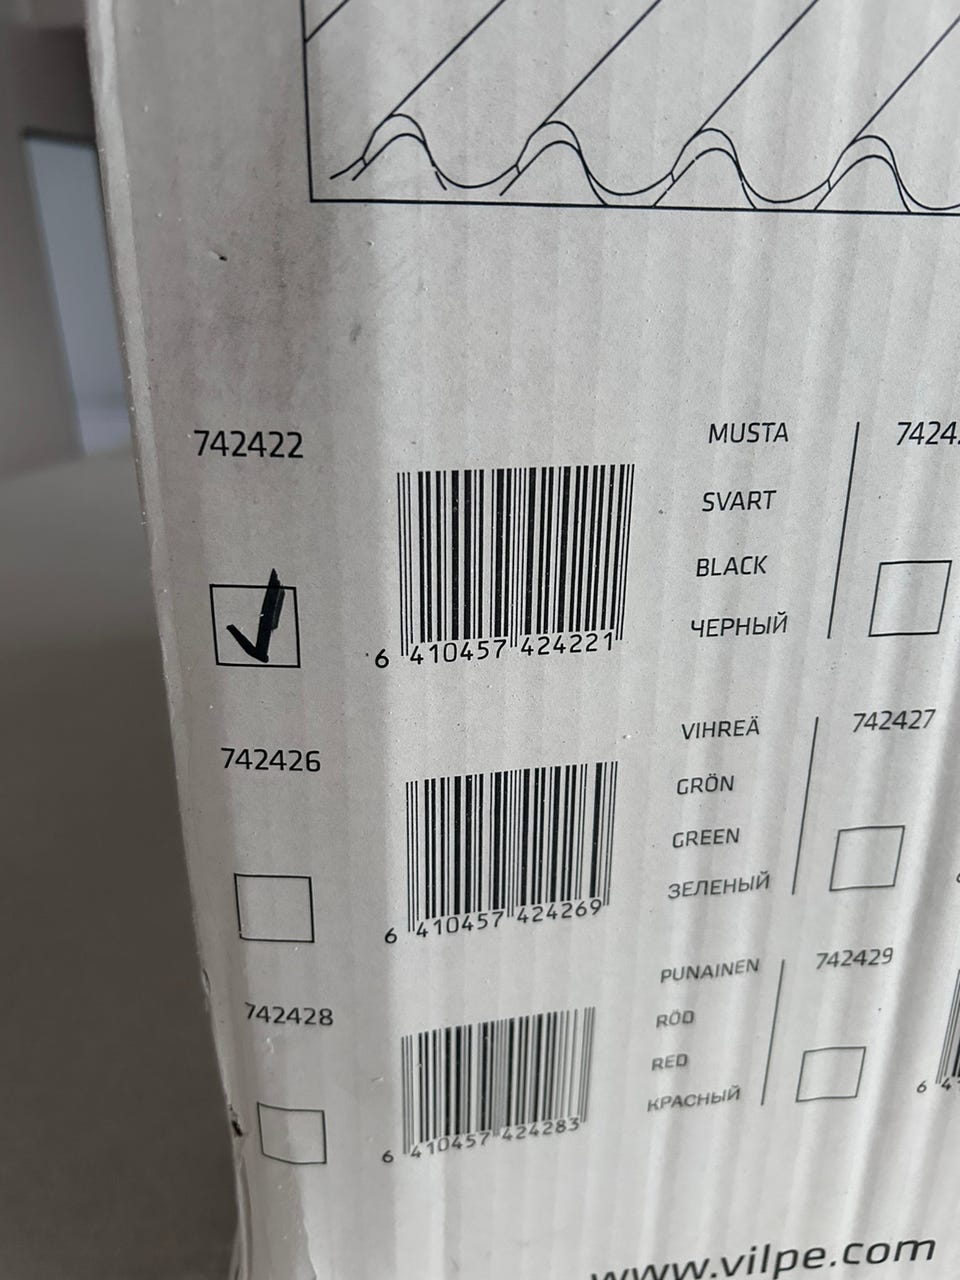 742422
6 410457 424221
MUSTA
SVART
BLACK
ЧЕРНЫЙ
742426
6 410457 424269
VIHREÄ
GRÖN
GREEN
ЗЕЛЕНЫЙ
742427
742428
6 410457 424283
PUNAINEN
RÖD
RED
КРАСНЫЙ
742429
www.vilpe.com